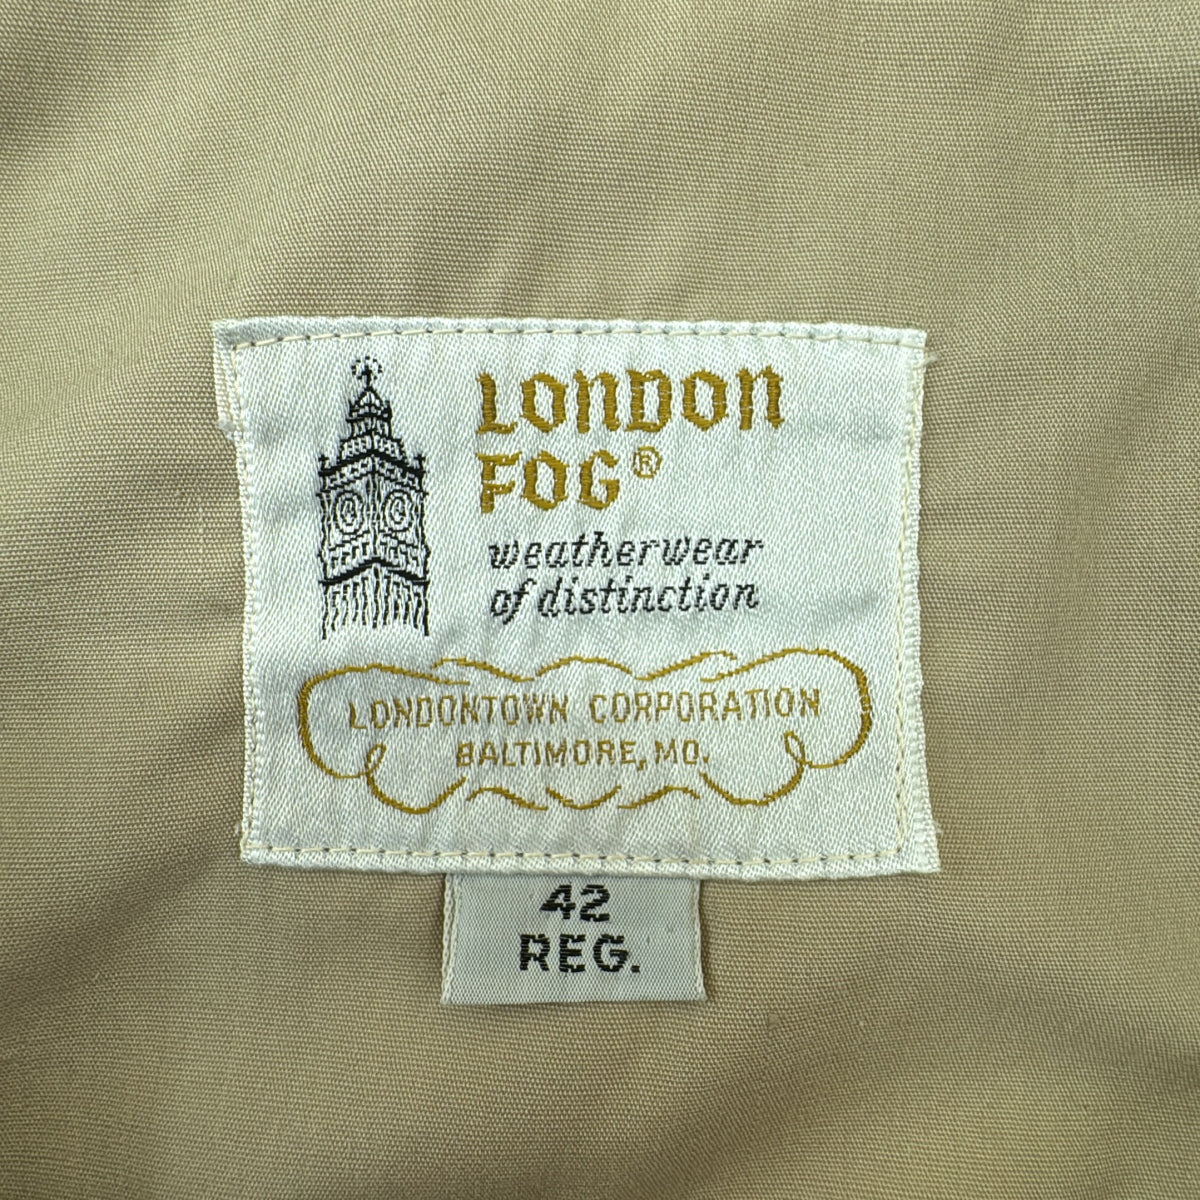 LONDON
FOG®
weatherwear
of distinction
LONDONTOWN CORPORATION
BALTIMORE, MD.
42
REG.